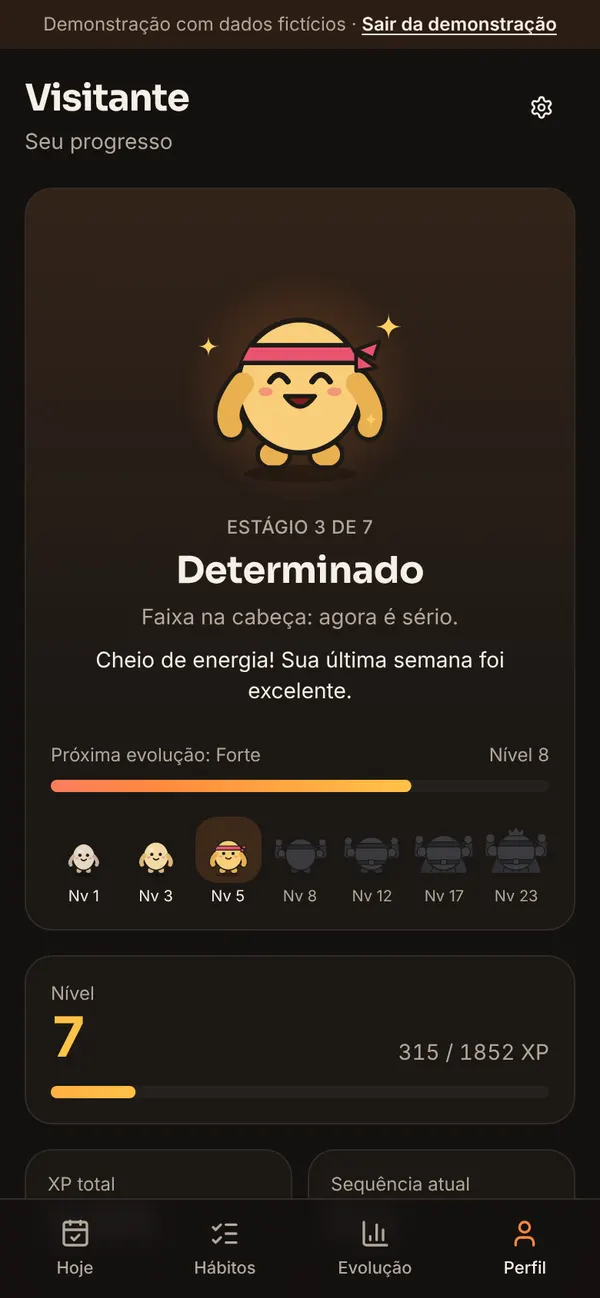 Demonstração com dados fictícios · Sair da demonstração
Visitante
Seu progresso
ESTÁGIO 3 DE 7
Determinado
Faixa na cabeça: agora é sério.
Cheio de energia! Sua última semana foi
excelente.
Próxima evolução: Forte
Nível 8
Nv 1
Nv 3
Nv 5
Nv 8
Nv 12
Nv 17
Nv 23
Nível
7
315 / 1852 XP
XP total
Sequência atual
Hoje
Hábitos
Evolução
Perfil